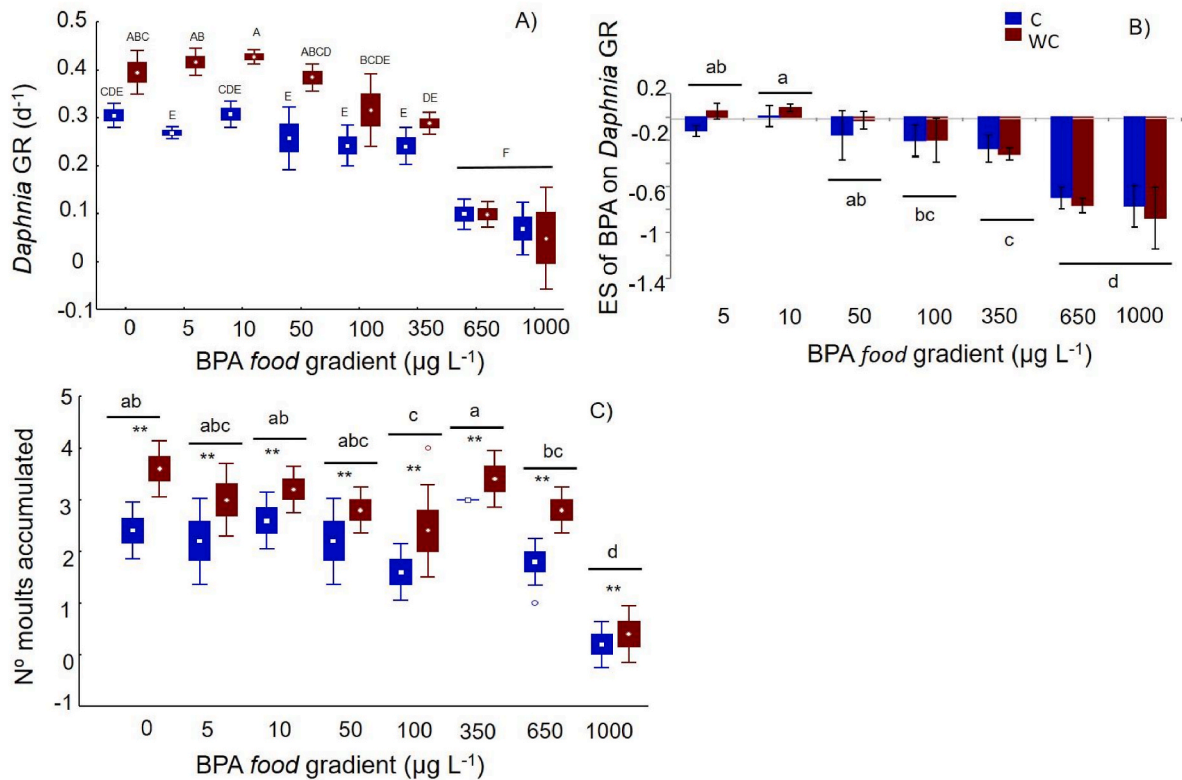 A)
Daphnia GR (d⁻¹)
0.5
0.4
0.3
0.2
0.1
0
-0.1
ABC
AB
A
ABCD
BCDE
CDE
E
CDE
E
E
E
DE
F
0 5 10 50 100 350 650 1000
BPA food gradient (µg L⁻¹)
B)
C
WC
ES of BPA on Daphnia GR
0.2
-0.2
-0.6
-1
-1.4
ab
a
ab
bc
c
d
5 10 50 100 350 650 1000
BPA food gradient (µg L⁻¹)
C)
Nº moults accumulated
5
4
3
2
1
0
-1
ab
abc
ab
abc
c
a
bc
d
**
**
**
**
**
**
**
**
0 5 10 50 100 350 650 1000
BPA food gradient (µg L⁻¹)